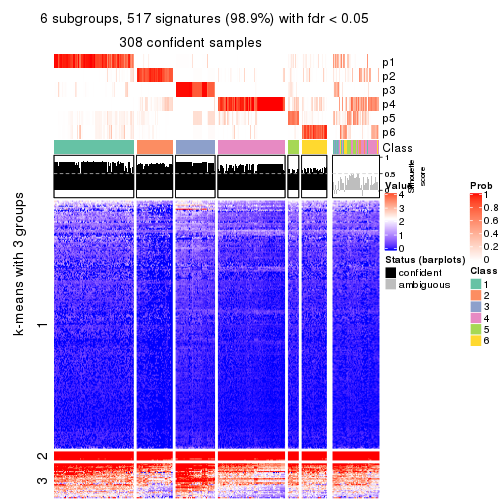 6 subgroups, 517 signatures (98.9%) with fdr < 0.05
308 confident samples
p1
p2
p3
p4
p5
p6
Class
1
0.5
0
Silhouette
score
k-means with 3 groups
1
2
3
Value
4
3
2
1
0
Status (barplots)
confident
ambiguous
Prob
1
0.8
0.6
0.4
0.2
0
Class
1
2
3
4
5
6